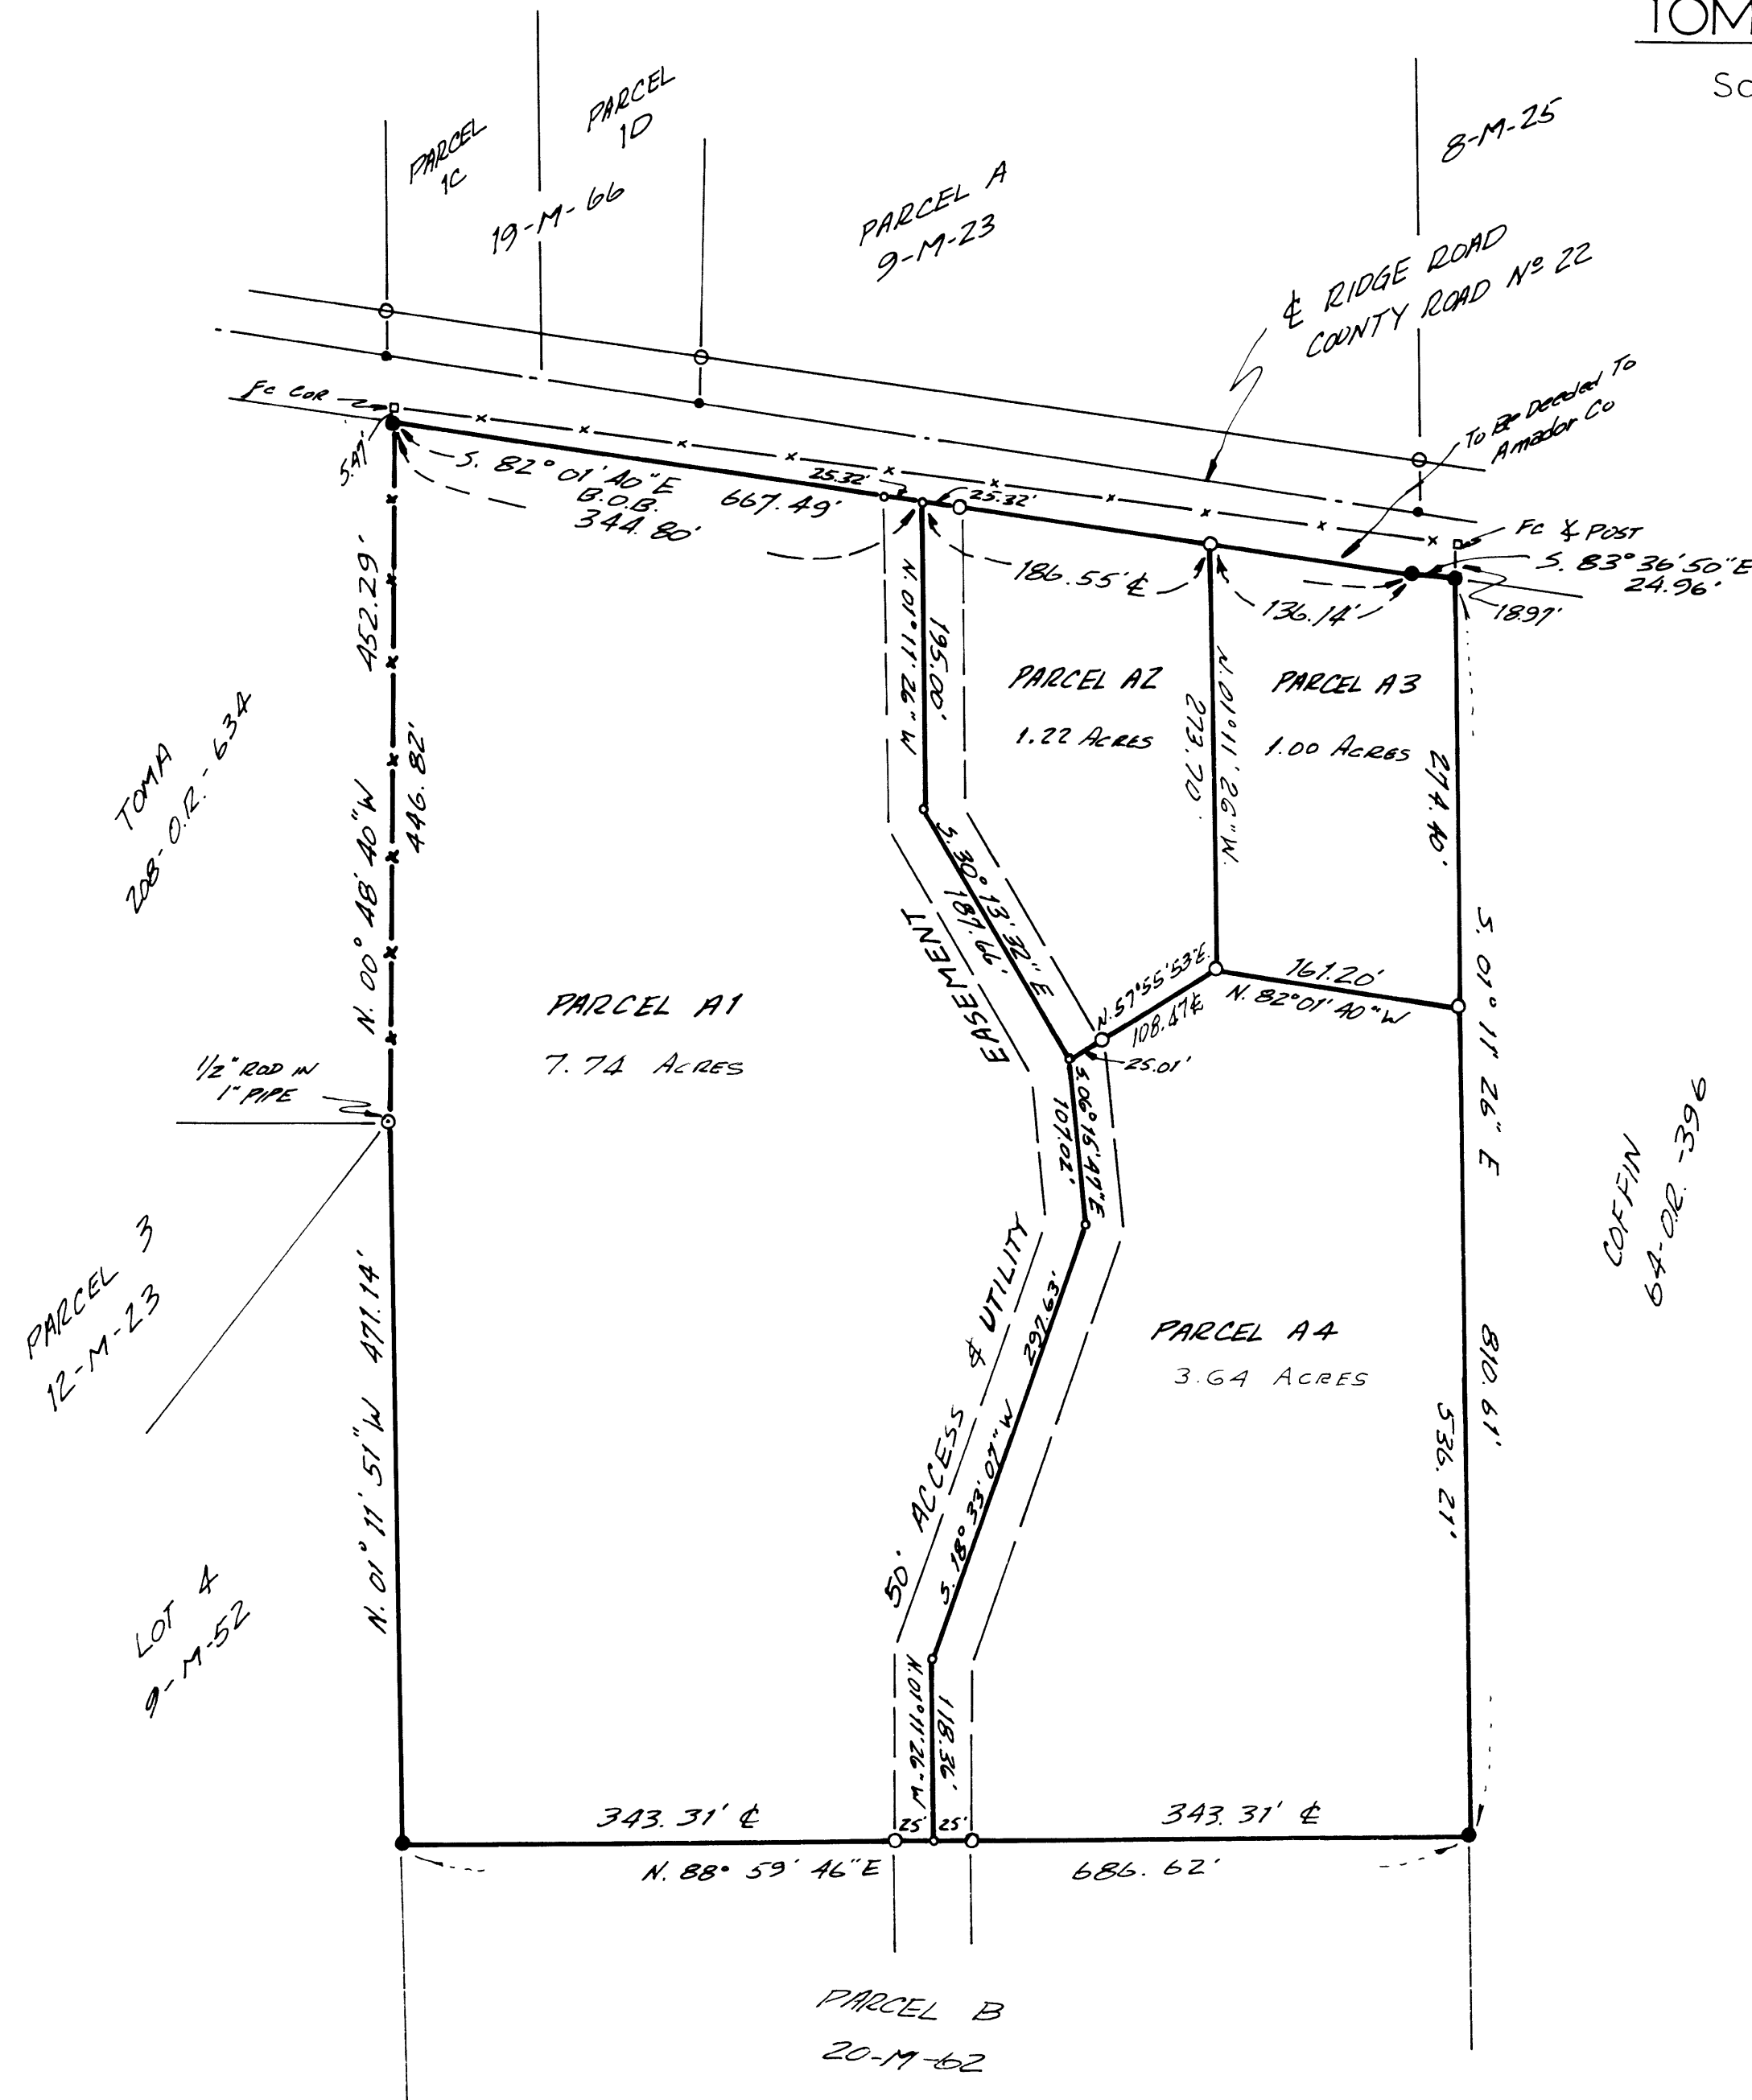 TOM
Sc
PARCEL
1C
PARCEL
1D
19-M-66
PARCEL A
9-M-23
8-M-25
℄ RIDGE ROAD
COUNTY ROAD Nº 22
To Be Deeded To
Amador Co
Fc COR
5.47'
S. 82° 01' 40" E
B.O.B.
344.80'
667.49'
25.32'
25.32'
186.55' ℄
136.14'
Fc & POST
S. 83° 36' 50" E
24.96'
18.97'
452.29'
N. 00° 48' 40" W
446.82'
N. 01° 11' 26" W
195.00'
PARCEL A2
1.22 ACRES
N. 01° 11' 26" W.
273.70'
PARCEL A3
1.00 ACRES
274.40'
TOMA
208-O.R.-634
S. 30° 13' 32" E
187.66'
EASEMENT
N. 57° 55' 53" E.
108.47 ℄
25.01'
161.20'
N. 82° 01' 40" W
S. 01° 11' 26" E
810.61'
PARCEL A1
7.74 ACRES
1/2" ROD IN
1" PIPE
S. 06° 16' 47" E
107.02'
COFFIN
64-O.R.-396
PARCEL 3
12-M-23
N. 01° 11' 51" W 471.14'
50' ACCESS & UTILITY
292.63'
S. 18° 33' 40" W
PARCEL A4
3.64 ACRES
536.21'
LOT 4
9-M-52
N. 01° 11' 26" W
118.36'
343.31' ℄
25'
25'
343.31' ℄
N. 88° 59' 46" E
686.62'
PARCEL B
20-M-62